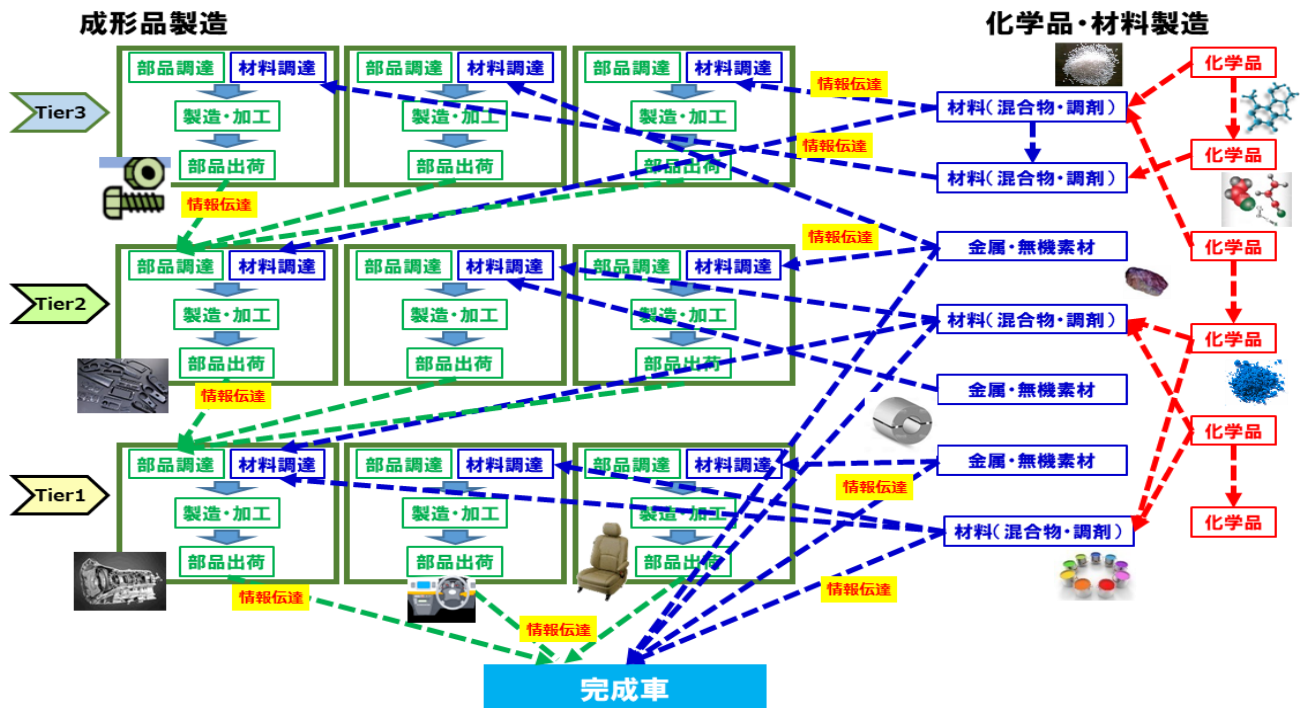 成形品製造
化学品・材料製造
Tier3
部品調達
材料調達
製造・加工
部品出荷
部品調達
材料調達
製造・加工
部品出荷
部品調達
材料調達
製造・加工
部品出荷
情報伝達
情報伝達
情報伝達
材料(混合物・調剤)
材料(混合物・調剤)
化学品
化学品
Tier2
部品調達
材料調達
製造・加工
部品出荷
部品調達
材料調達
製造・加工
部品出荷
部品調達
材料調達
製造・加工
部品出荷
情報伝達
情報伝達
金属・無機素材
材料(混合物・調剤)
金属・無機素材
化学品
化学品
Tier1
部品調達
材料調達
製造・加工
部品出荷
部品調達
材料調達
製造・加工
部品出荷
部品調達
材料調達
製造・加工
部品出荷
情報伝達
情報伝達
情報伝達
情報伝達
金属・無機素材
材料(混合物・調剤)
化学品
化学品
完成車